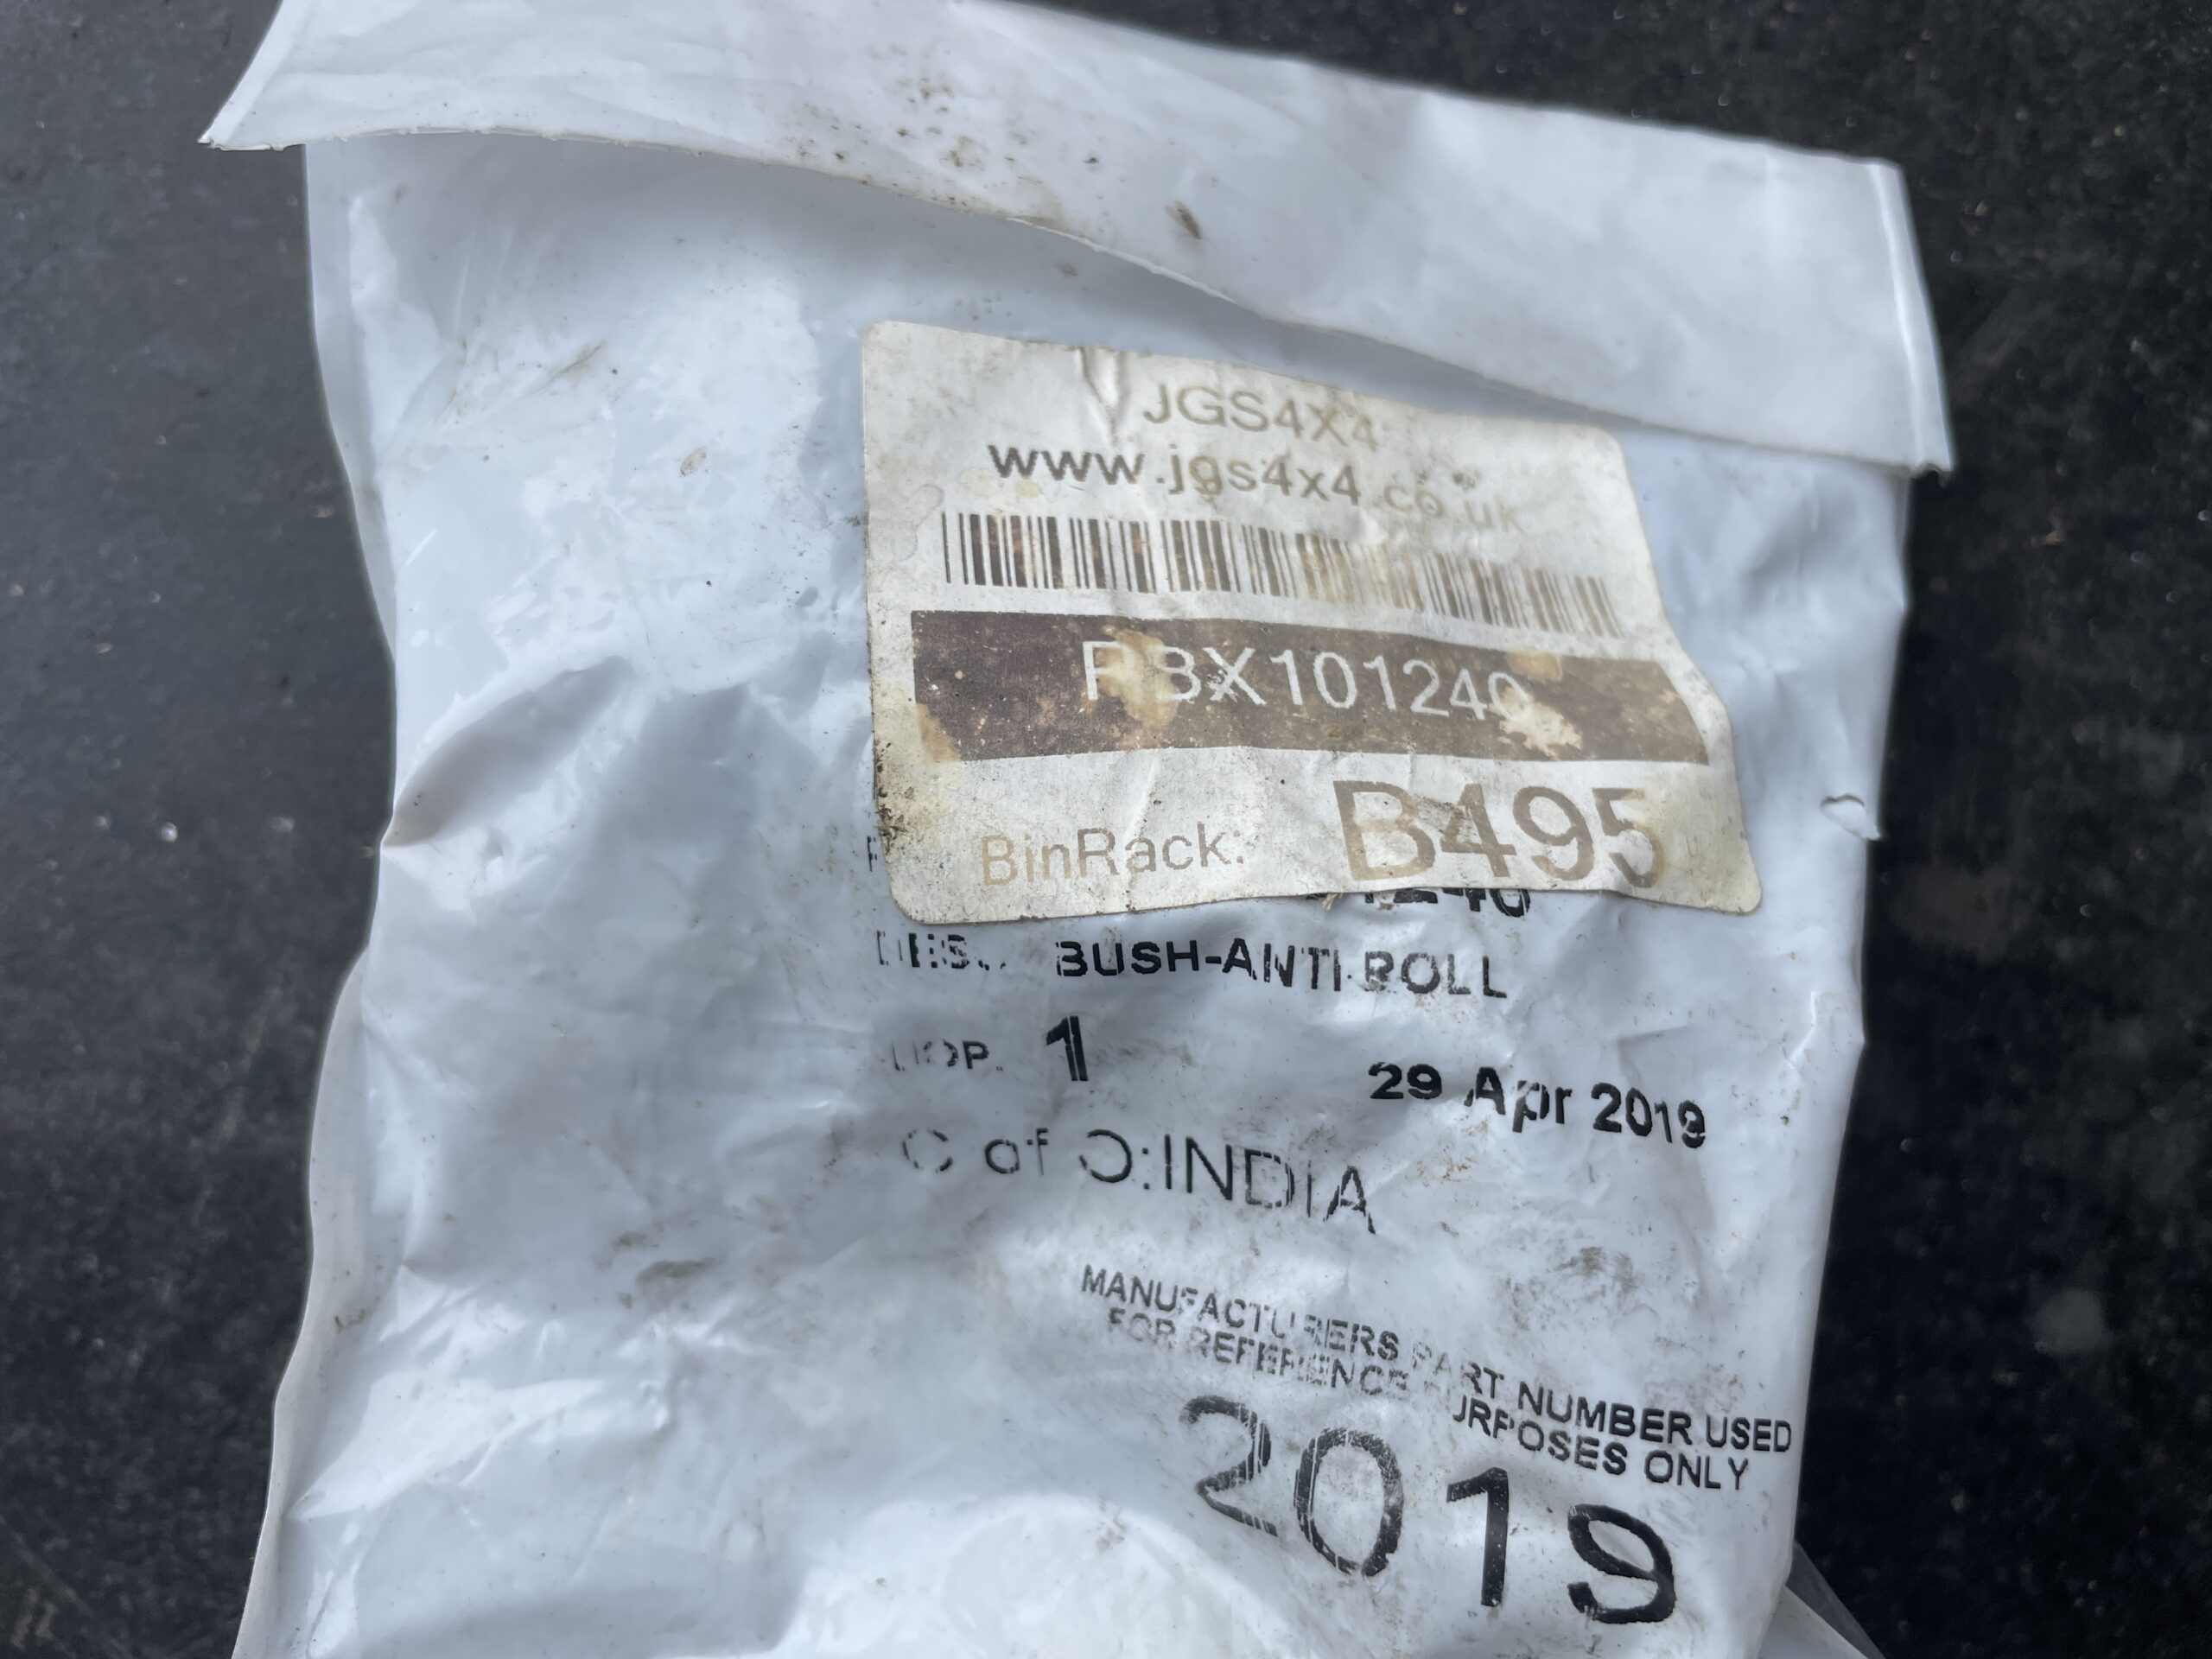 JGS4X4
www.jgs4x4.co.uk
RBX101240
BinRack: B495
BUSH-ANTI ROLL
1
29 Apr 2019
C of O:INDIA
MANUFACTURERS PART NUMBER USED
FOR REFERENCE PURPOSES ONLY
2019